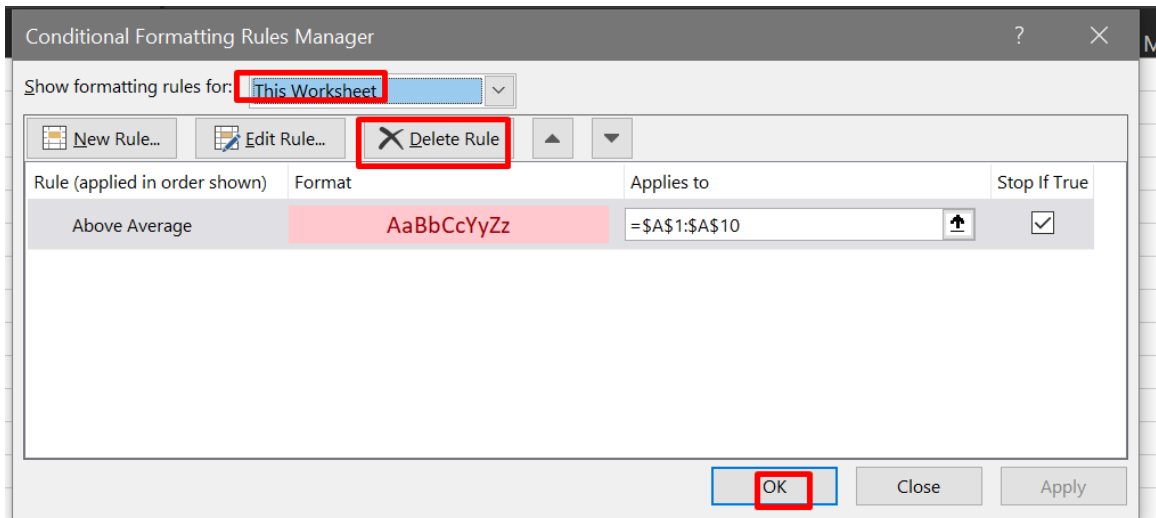 Conditional Formatting Rules Manager ?
M
Show formatting rules for: This Worksheet
New Rule... Edit Rule... Delete Rule
Rule (applied in order shown) Format Applies to Stop If True
Above Average AaBbCcYyZz =$A$1:$A$10
OK Close Apply